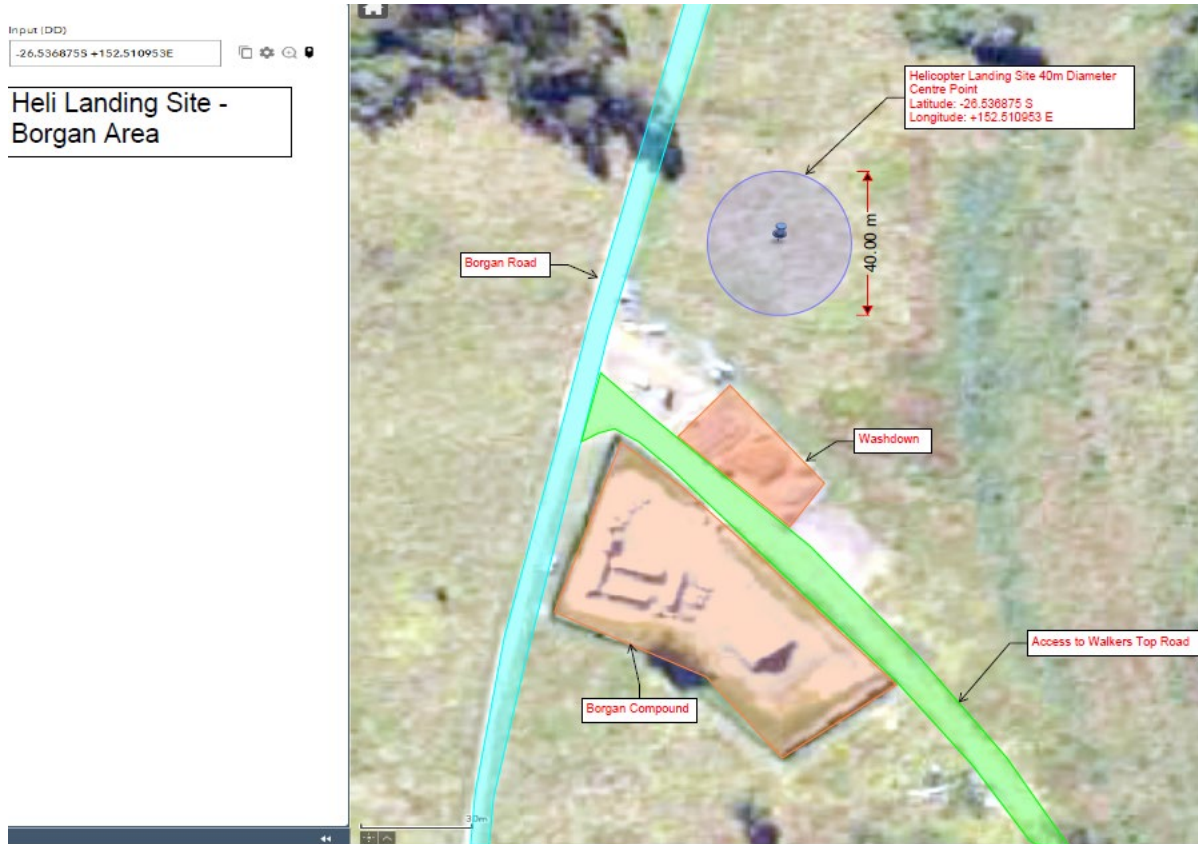 Input (DD)
-26.536875S +152.510953E
Heli Landing Site -
Borgan Area
Helicopter Landing Site 40m Diameter
Centre Point
Latitude: -26.536875 S
Longitude: +152.510953 E
40.00 m
Borgan Road
Washdown
Access to Walkers Top Road
Borgan Compound
30m